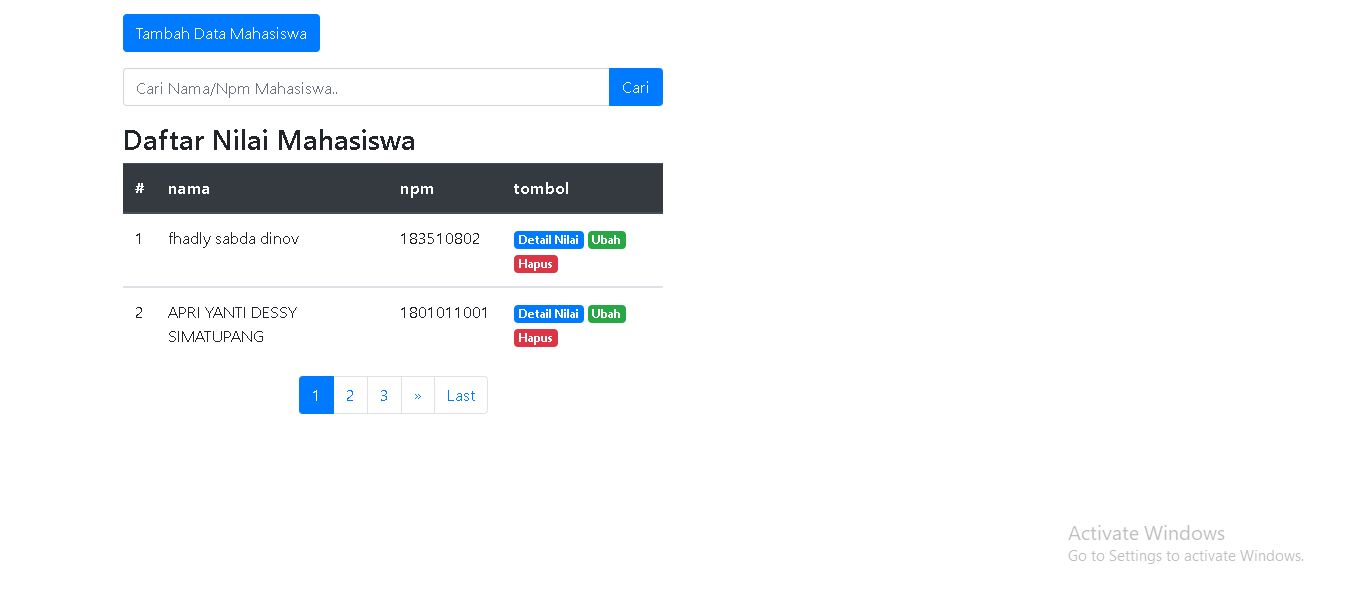 Tambah Data Mahasiswa
Cari Nama/Npm Mahasiswa.. Cari
Daftar Nilai Mahasiswa
# nama npm tombol
1 fhadly sabda dinov 183510802 Detail Nilai Ubah
Hapus
2 APRI YANTI DESSY 1801011001 Detail Nilai Ubah
SIMATUPANG Hapus
1 2 3 » Last
Activate Windows
Go to Settings to activate Windows.